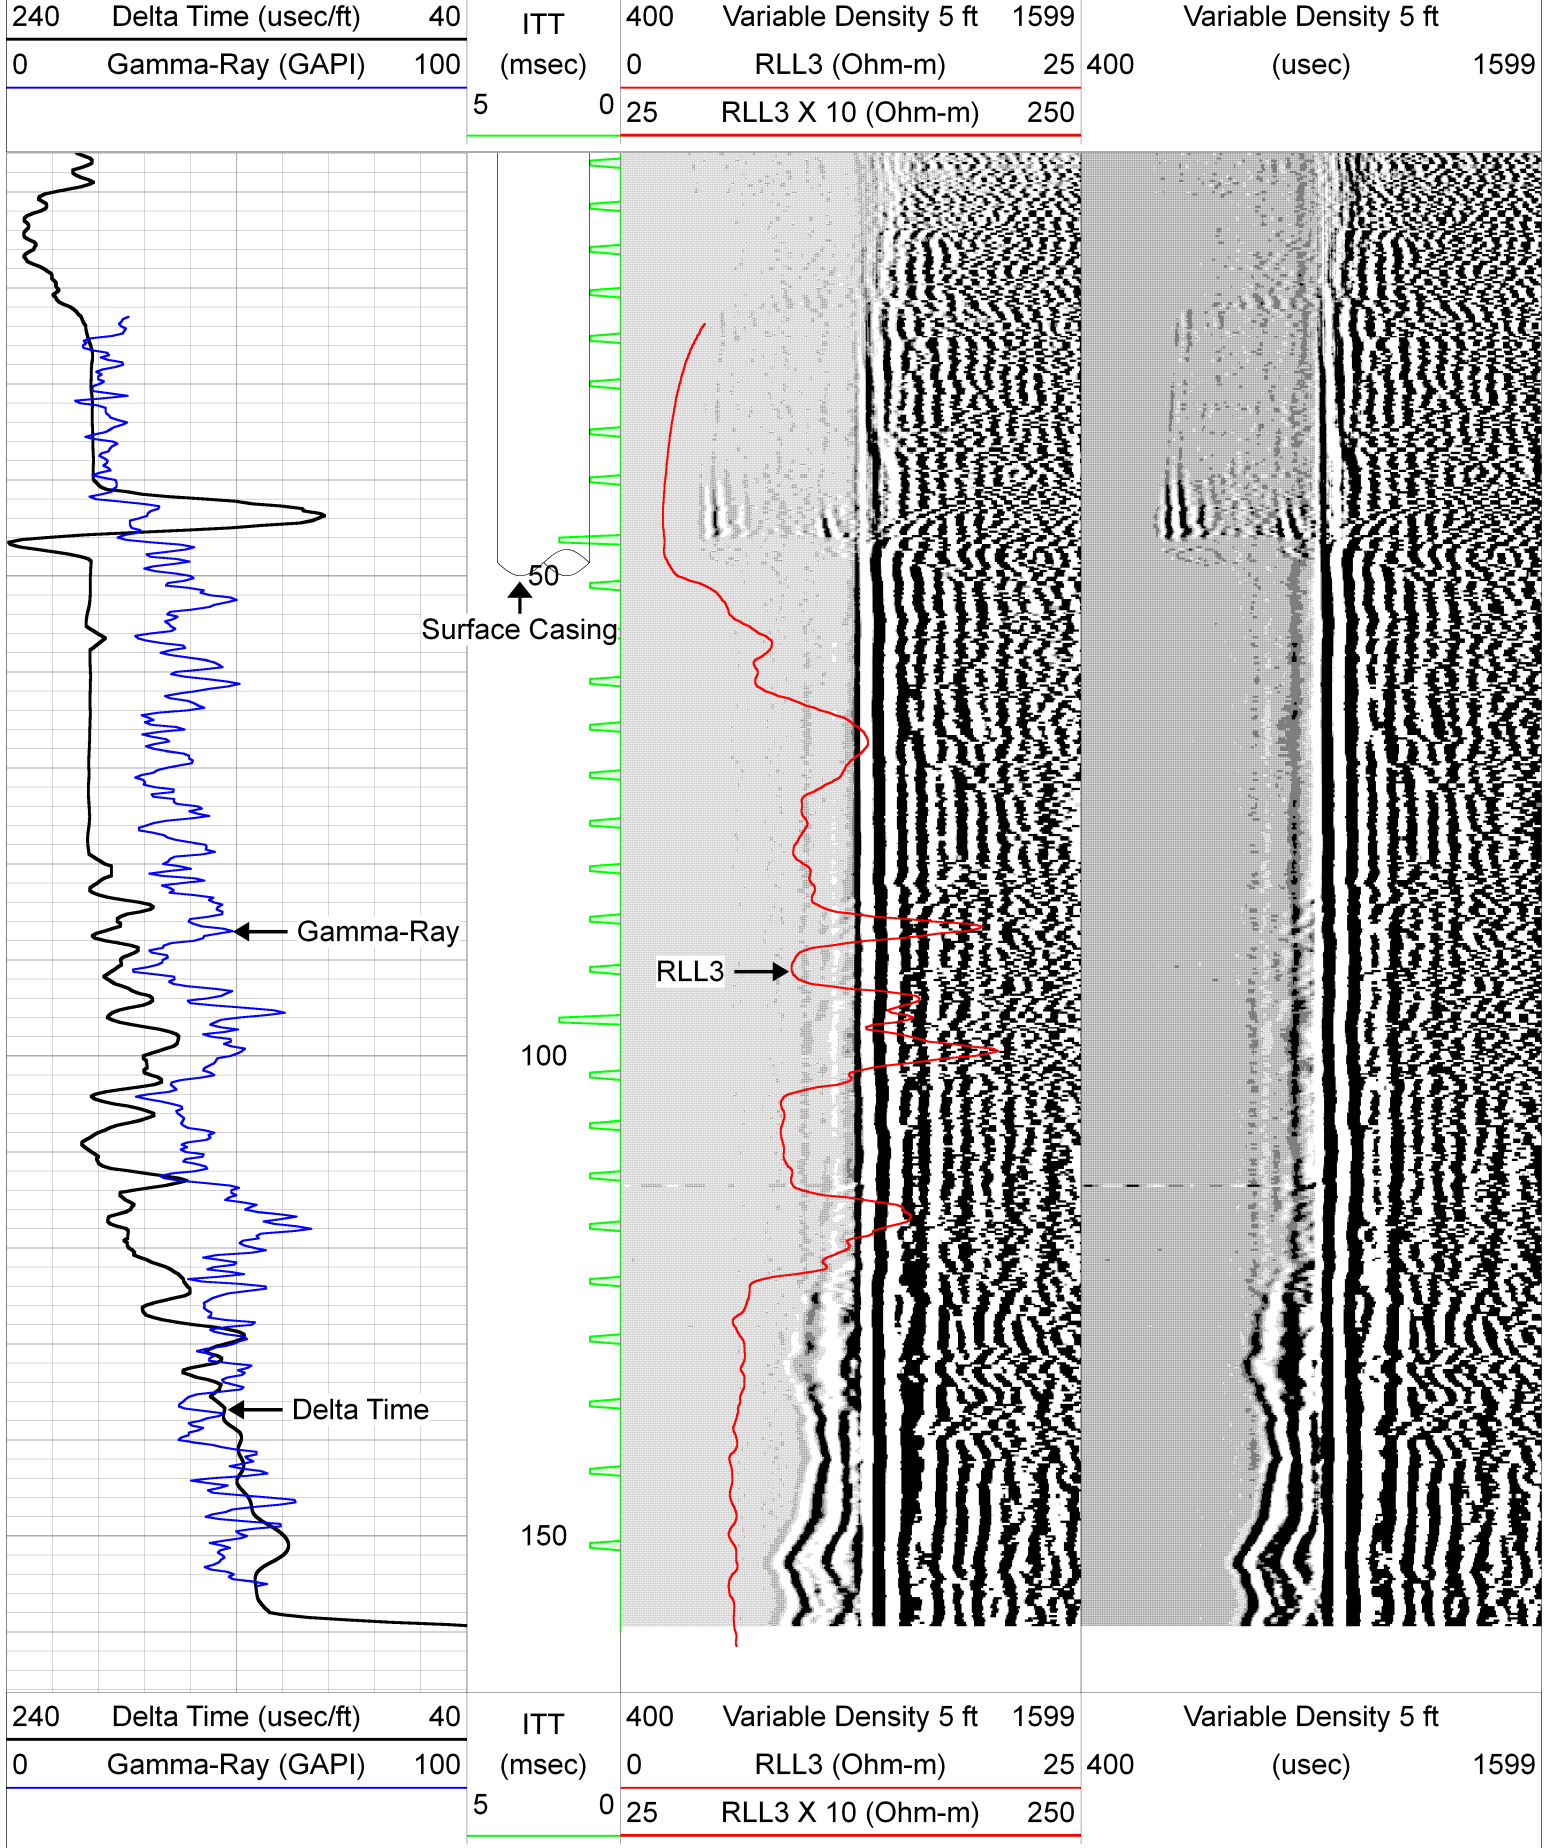 240 Delta Time (usec/ft) 40
0 Gamma-Ray (GAPI) 100
ITT
(msec)
5 0
400 Variable Density 5 ft 1599
0 RLL3 (Ohm-m) 25
25 RLL3 X 10 (Ohm-m) 250
Variable Density 5 ft
400 (usec) 1599
50
Surface Casing
Gamma-Ray
RLL3
100
Delta Time
150
240 Delta Time (usec/ft) 40
0 Gamma-Ray (GAPI) 100
ITT
(msec)
5 0
400 Variable Density 5 ft 1599
0 RLL3 (Ohm-m) 25
25 RLL3 X 10 (Ohm-m) 250
Variable Density 5 ft
400 (usec) 1599